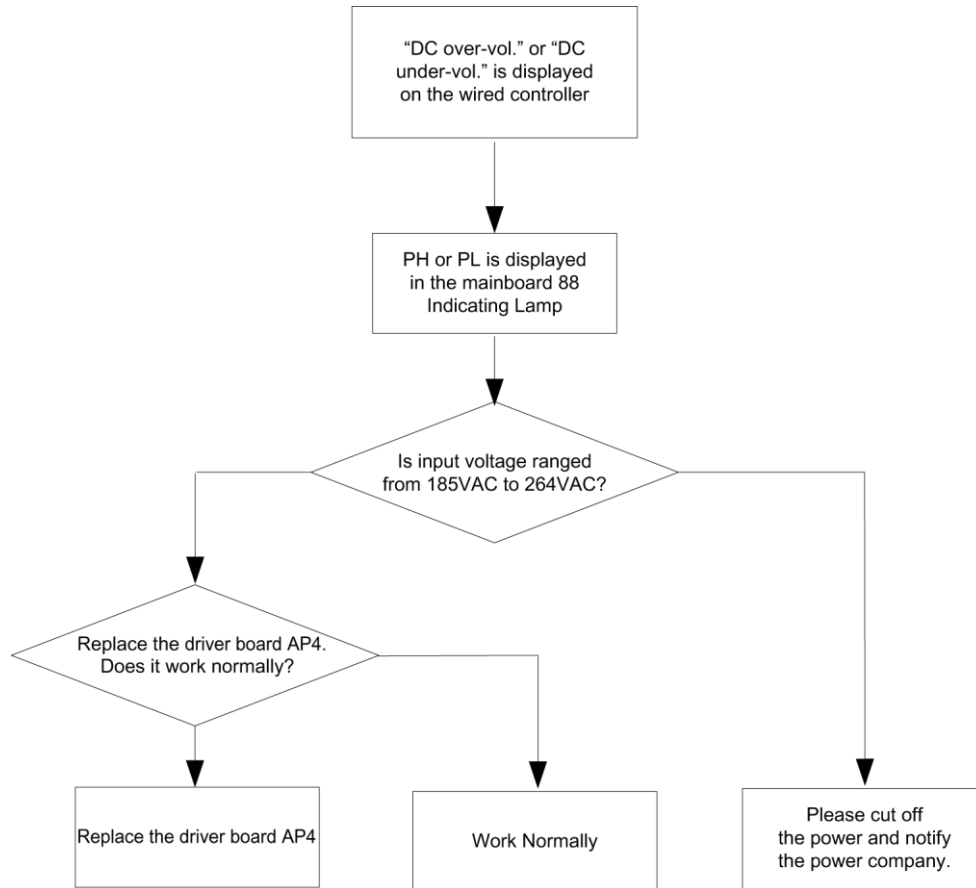 “DC over-vol.” or “DC
under-vol.” is displayed
on the wired controller
PH or PL is displayed
in the mainboard 88
Indicating Lamp
Is input voltage ranged
from 185VAC to 264VAC?
Replace the driver board AP4.
Does it work normally?
Replace the driver board AP4
Work Normally
Please cut off
the power and notify
the power company.